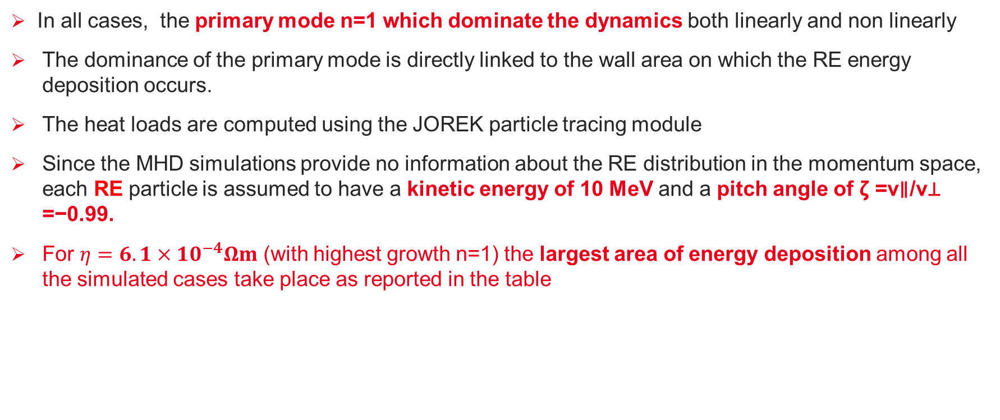 ➢ In all cases,  the primary mode n=1 which dominate the dynamics both linearly and non linearly
➢ The dominance of the primary mode is directly linked to the wall area on which the RE energy
deposition occurs.
➢ The heat loads are computed using the JOREK particle tracing module
➢ Since the MHD simulations provide no information about the RE distribution in the momentum space,
each RE particle is assumed to have a kinetic energy of 10 MeV and a pitch angle of ζ =v∥/v⊥
=−0.99.
➢ For η = 6.1 × 10⁻⁴Ωm (with highest growth n=1) the largest area of energy deposition among all
the simulated cases take place as reported in the table